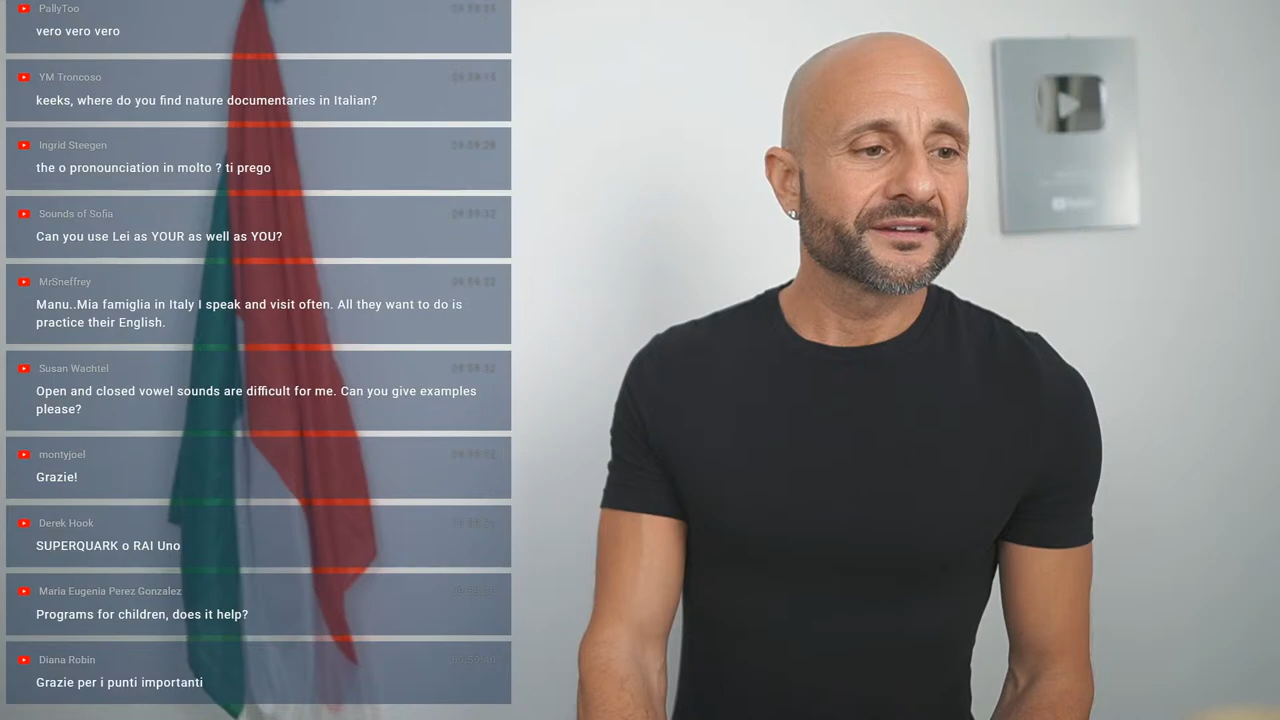 PallyToo
vero vero vero
YM Troncoso
keeks, where do you find nature documentaries in Italian?
Ingrid Steegen
the o pronounciation in molto ? ti prego
Sounds of Sofia
Can you use Lei as YOUR as well as YOU?
MrSneffrey
Manu..Mia famiglia in Italy I speak and visit often. All they want to do is
practice their English.
Susan Wachtel
Open and closed vowel sounds are difficult for me. Can you give examples
please?
montyjoel
Grazie!
Derek Hook
SUPERQUARK o RAI Uno
Maria Eugenia Perez Gonzalez
Programs for children, does it help?
Diana Robin
Grazie per i punti importanti